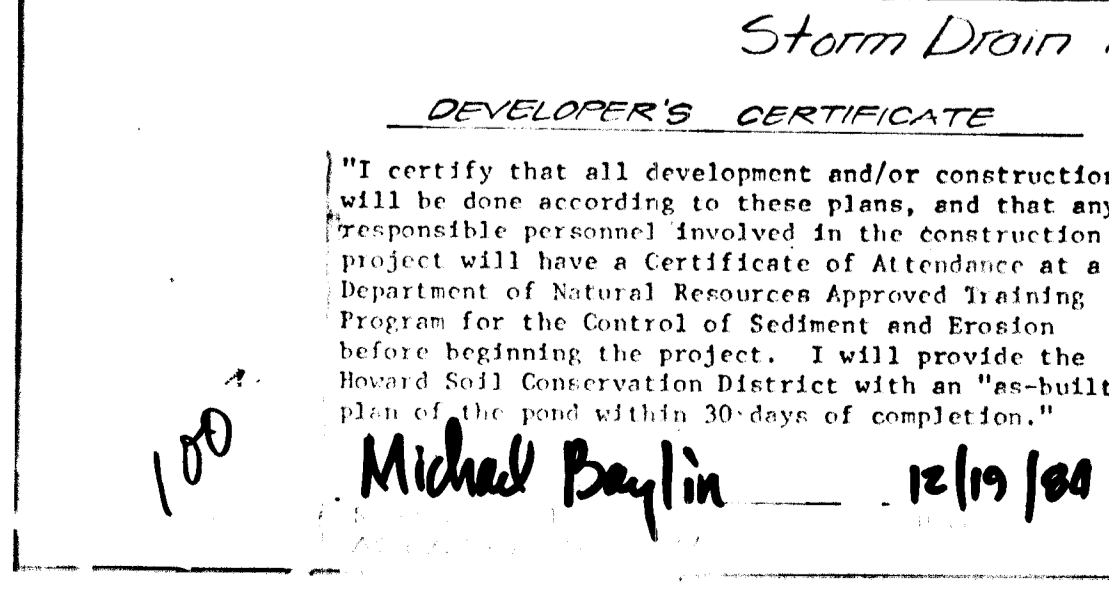 Storm Drain
DEVELOPER'S CERTIFICATE
"I certify that all development and/or construction
will be done according to these plans, and that any
responsible personnel involved in the construction
project will have a Certificate of Attendance at a
Department of Natural Resources Approved Training
Program for the Control of Sediment and Erosion
before beginning the project. I will provide the
Howard Soil Conservation District with an "as-built
plan of the pond within 30 days of completion."
100
Michael Baylin 12/19/89